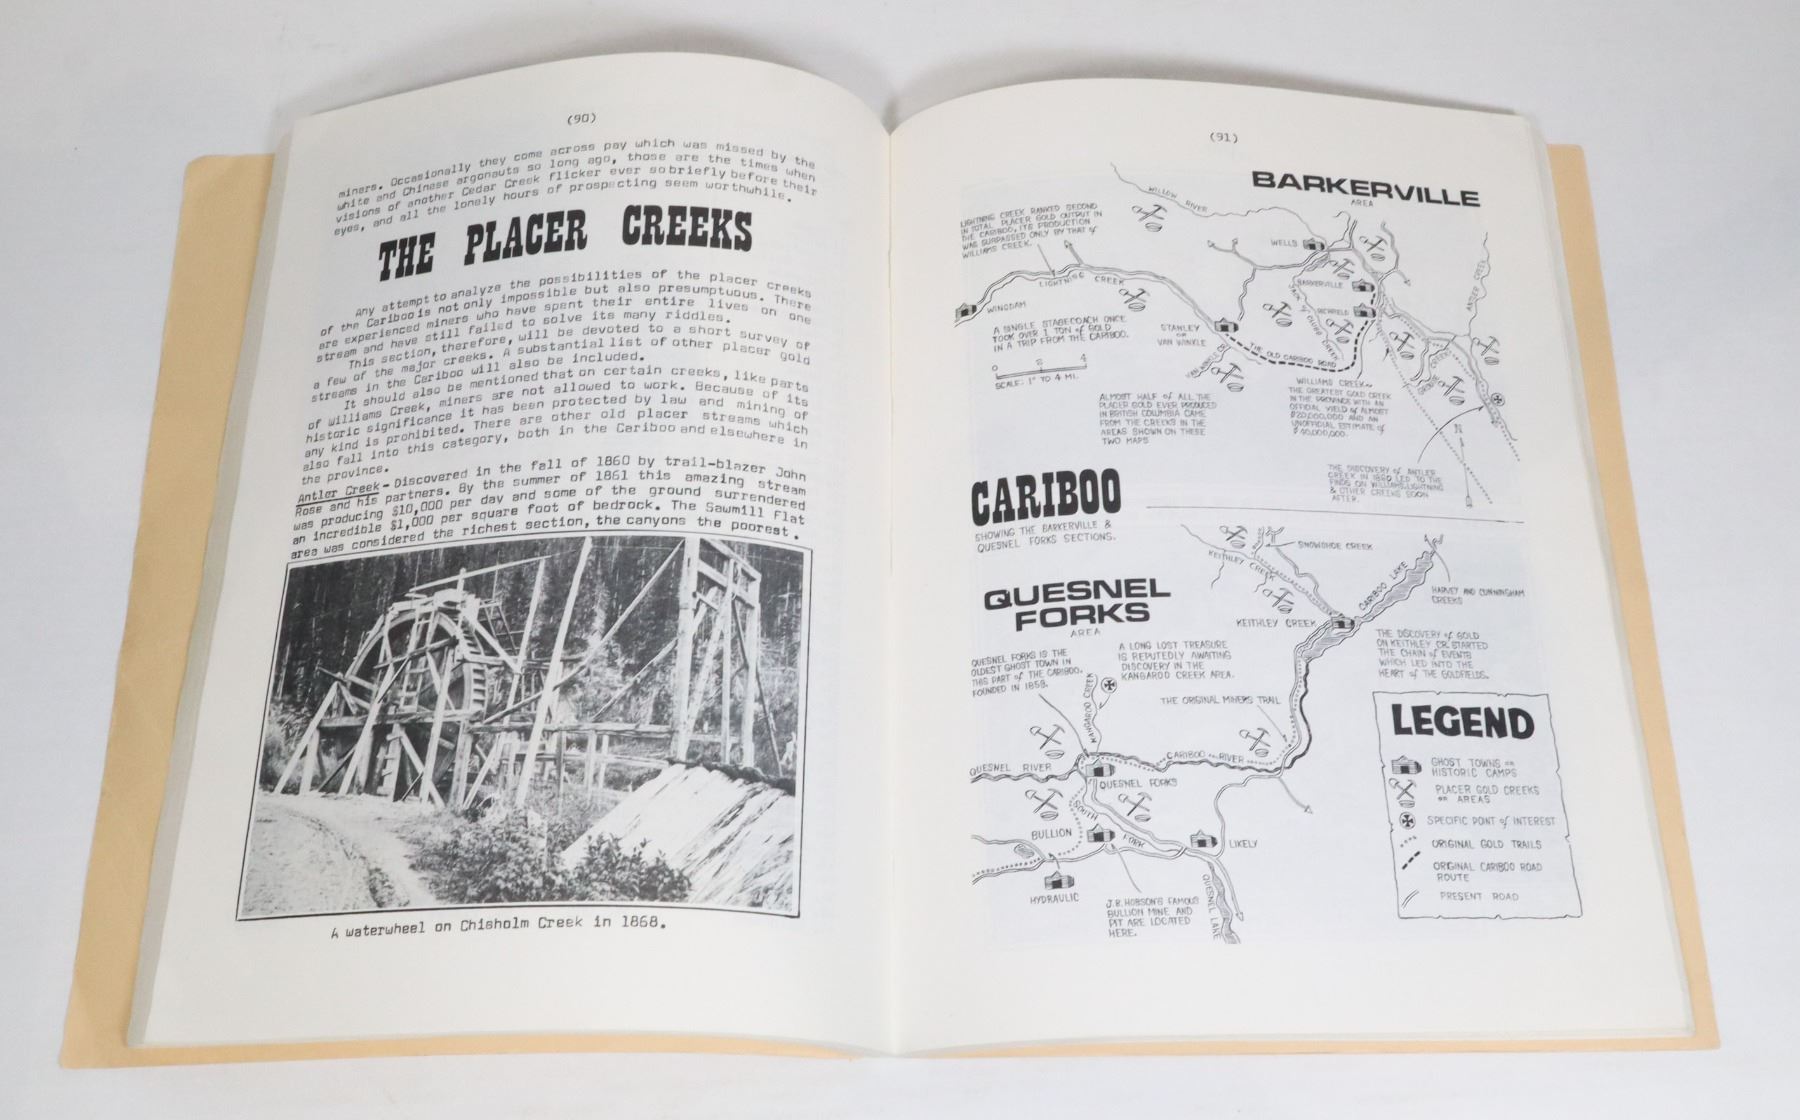 (90)
miners. Occasionally they come across pay which was missed by the
white and Chinese argonauts so long ago, those are the times when
visions of another Cedar Creek flicker ever so briefly before their
eyes, and all the lonely hours of prospecting seem worthwhile.
THE PLACER CREEKS
Any attempt to analyze the possibilities of the placer creeks
of the Cariboo is not only impossible but also presumptuous. There
are experienced miners who have spent their entire lives on one
stream and have still failed to solve its many riddles.
This section, therefore, will be devoted to a short survey of
a few of the major creeks. A substantial list of other placer gold
streams in the Cariboo will also be included.
It should also be mentioned that on certain creeks, like parts
of Williams Creek, miners are not allowed to work. Because of its
historic significance it has been protected by law and mining of
any kind is prohibited. There are other old placer streams which
also fall into this category, both in the Cariboo and elsewhere in
the province.
Antler Creek - Discovered in the fall of 1860 by trail-blazer John
Rose and his partners. By the summer of 1861 this amazing stream
was producing $10,000 per day and some of the ground surrendered
an incredible $1,000 per square foot of bedrock. The Sawmill Flat
area was considered the richest section, the canyons the poorest.
A waterwheel on Chisholm Creek in 1868.
(91)
BARKERVILLE
AREA
WILLOW RIVER
LIGHTNING CREEK RANKED SECOND
IN TOTAL PLACER GOLD OUTPUT IN
THE CARIBOO, ITS PRODUCTION
WAS SURPASSED ONLY BY THAT of
WILLIAMS CREEK.
WELLS
LIGHTNING CREEK
WINGDAM
BARKERVILLE
RICHFIELD
ANTLER CREEK
A SINGLE STAGECOACH ONCE
TOOK OVER 1 TON of GOLD
IN A TRIP FROM THE CARIBOO.
STANLEY
OR
VAN WINKLE
VAN WINKLE
THE OLD CARIBOO ROAD
GROUSE CREEK
0 2 4
SCALE: 1" TO 4 MI.
ALMOST HALF of ALL THE
PLACER GOLD EVER PRODUCED
IN BRITISH COLUMBIA CAME
FROM THE CREEKS IN THE
AREAS SHOWN ON THESE
TWO MAPS
WILLIAMS CREEK~
THE GREATEST GOLD CREEK
IN THE PROVINCE WITH AN
OFFICIAL YIELD of ALMOST
$20,000,000 AND AN
UNOFFICIAL ESTIMATE of
$40,000,000.
N
THE DISCOVERY of ANTLER
CREEK IN 1860 LED TO THE
FINDS ON WILLIAMS, LIGHTNING
& OTHER CREEKS SOON
AFTER.
CARIBOO
SHOWING THE BARKERVILLE &
QUESNEL FORKS SECTIONS.
SNOWSHOE CREEK
KEITHLEY CREEK
CARIBOO LAKE
HARVEY AND CUNNINGHAM
CREEKS
QUESNEL
FORKS
AREA
KEITHLEY CREEK
THE DISCOVERY of GOLD
ON KEITHLEY CR. STARTED
THE CHAIN of EVENTS
WHICH LED INTO THE
HEART of THE GOLDFIELDS.
QUESNEL FORKS IS THE
OLDEST GHOST TOWN IN
THIS PART of THE CARIBOO.
FOUNDED IN 1859.
A LONG LOST TREASURE
IS REPUTEDLY AWAITING
DISCOVERY IN THE
KANGAROO CREEK AREA.
KANGAROO CREEK
THE ORIGINAL MINERS TRAIL
CARIBOO RIVER
QUESNEL RIVER
QUESNEL FORKS
SOUTH FORK
BULLION
LIKELY
HYDRAULIC
QUESNEL LAKE
J.B. HOBSON'S FAMOUS
BULLION MINE AND
PIT ARE LOCATED
HERE.
LEGEND
GHOST TOWNS or
HISTORIC CAMPS
PLACER GOLD CREEKS
or AREAS
SPECIFIC POINT of INTEREST
ORIGINAL GOLD TRAILS
ORIGINAL CARIBOO ROAD
ROUTE
PRESENT ROAD